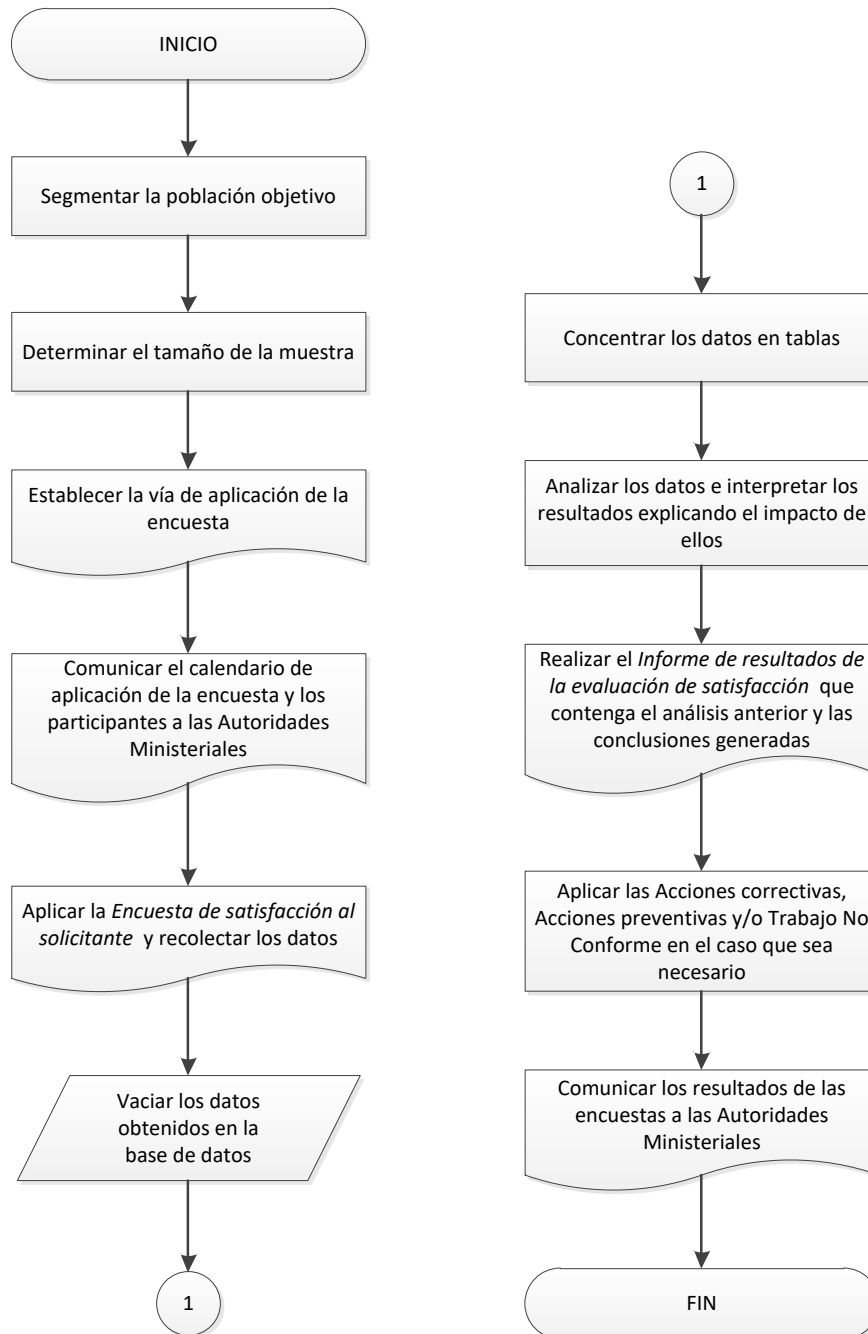 INICIO
Segmentar la población objetivo
Determinar el tamaño de la muestra
Establecer la vía de aplicación de la
encuesta
Comunicar el calendario de
aplicación de la encuesta y los
participantes a las Autoridades
Ministeriales
Aplicar la Encuesta de satisfacción al
solicitante y recolectar los datos
Vaciar los datos
obtenidos en la
base de datos
1
1
Concentrar los datos en tablas
Analizar los datos e interpretar los
resultados explicando el impacto de
ellos
Realizar el Informe de resultados de
la evaluación de satisfacción que
contenga el análisis anterior y las
conclusiones generadas
Aplicar las Acciones correctivas,
Acciones preventivas y/o Trabajo No
Conforme en el caso que sea
necesario
Comunicar los resultados de las
encuestas a las Autoridades
Ministeriales
FIN